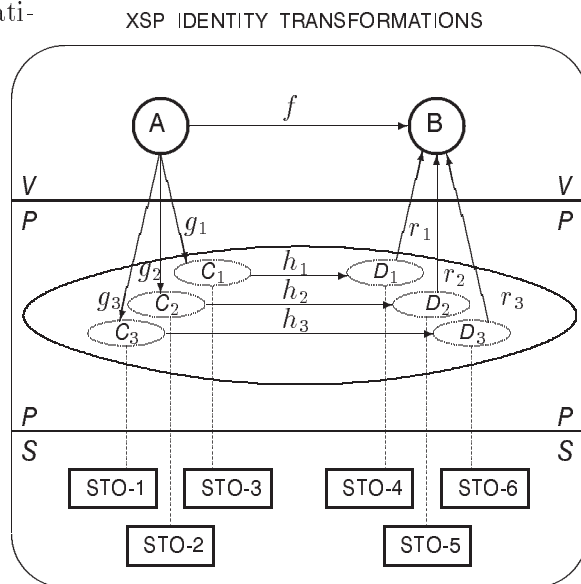 ati-
XSP IDENTITY TRANSFORMATIONS
A f B
V V
P P
g1 r1
C1 h1 D1
g2 r2
C2 h2 D2
g3 r3
C3 h3 D3
P P
S S
STO-1 STO-3 STO-4 STO-6
STO-2 STO-5